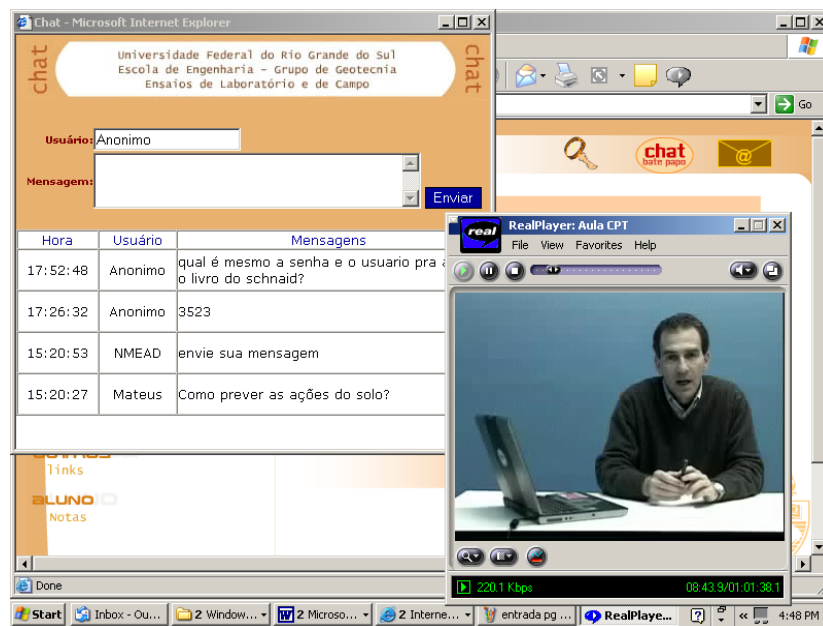 Chat - Microsoft Internet Explorer
chat
Universidade Federal do Rio Grande do Sul
Escola de Engenharia - Grupo de Geotecnia
Ensaios de Laboratório e de Campo
chat
Usuário: Anonimo
Mensagem:
Enviar
Hora Usuário Mensagens
17:52:48 Anonimo qual é mesmo a senha e o usuario pra
o livro do schnaid?
17:26:32 Anonimo 3523
15:20:53 NMEAD envie sua mensagem
15:20:27 Mateus Como prever as ações do solo?
Go
chat
bate papo
@
real
RealPlayer: Aula CPT
File View Favorites Help
220.1 Kbps 08:43.9/01:01:38.1
links
aLUNO
Notas
Done
Start Inbox - Ou... 2 Window... 2 Microso... 2 Interne... entrada pg ... RealPlaye... « 4:48 PM